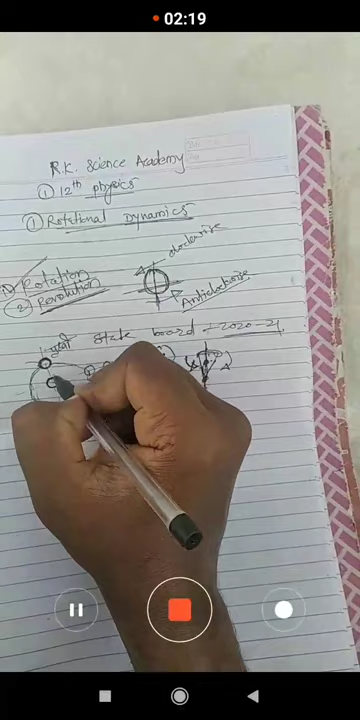 02:19
R.K. Science Academy
① 12th physics
① Rotational Dynamics
① Rotation
② Revolution
clockwise
Anticlockwise
State board - 2020-21